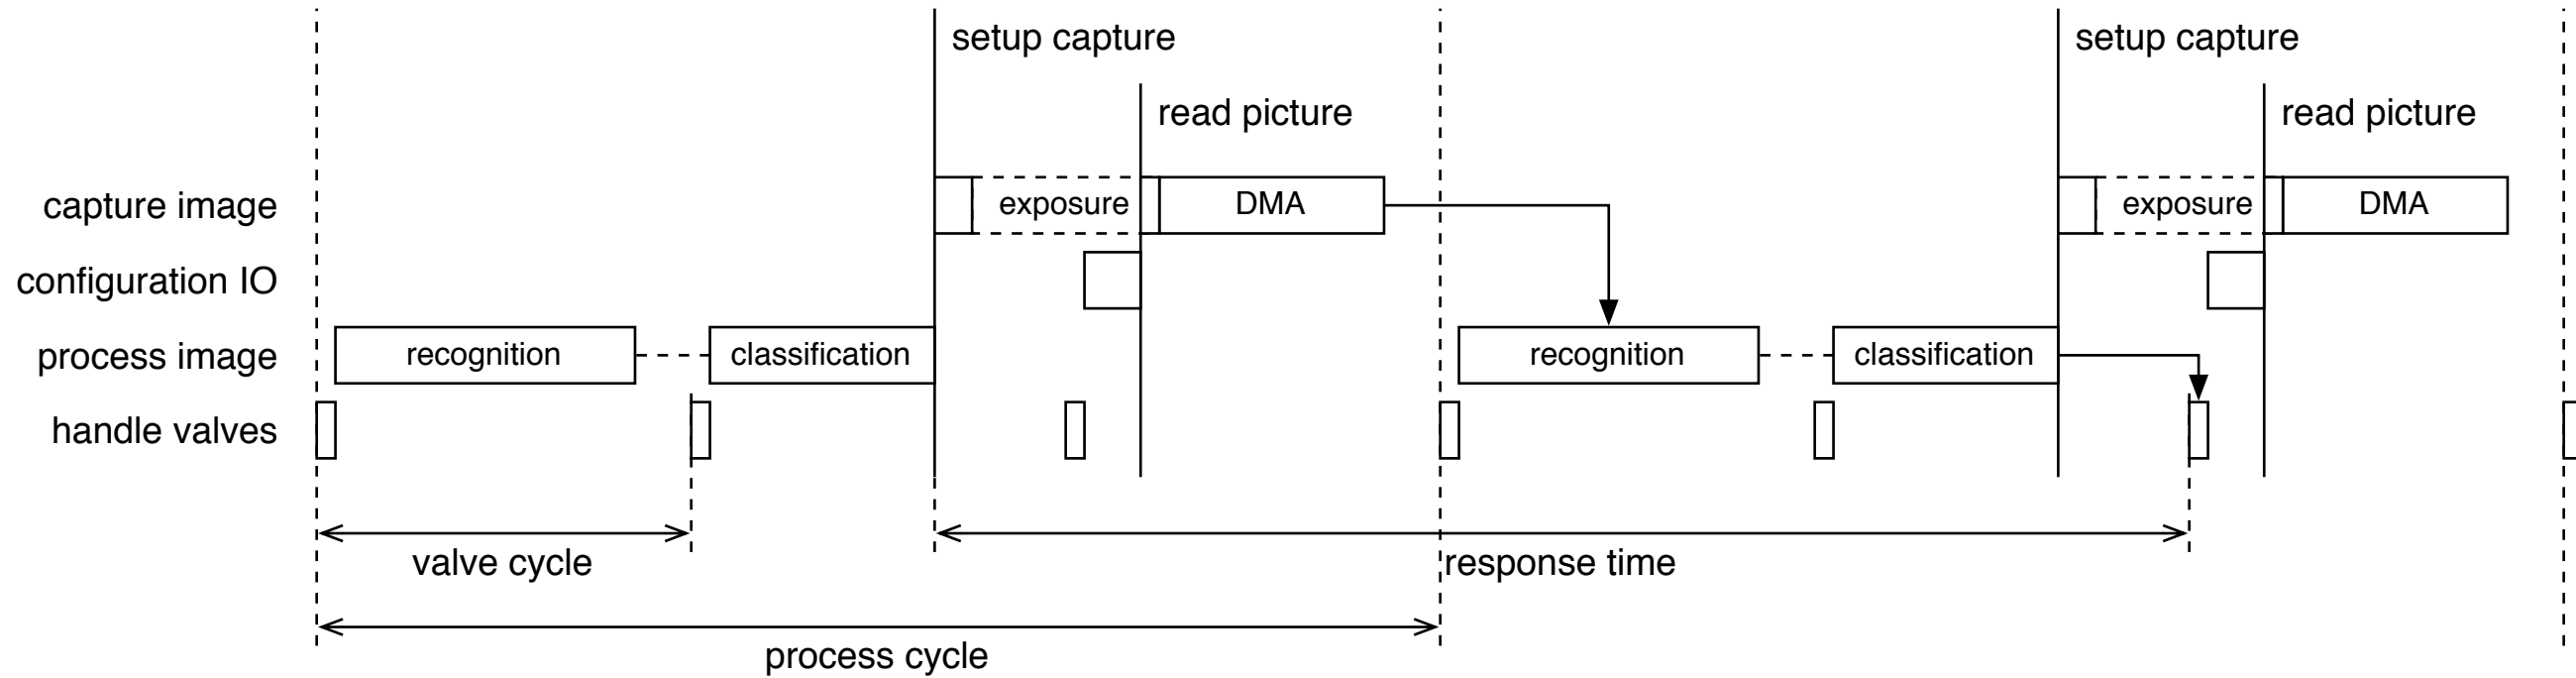 setup capture
setup capture
read picture
read picture
capture image
exposure
DMA
exposure
DMA
configuration IO
process image
recognition
classification
recognition
classification
handle valves
valve cycle
response time
process cycle